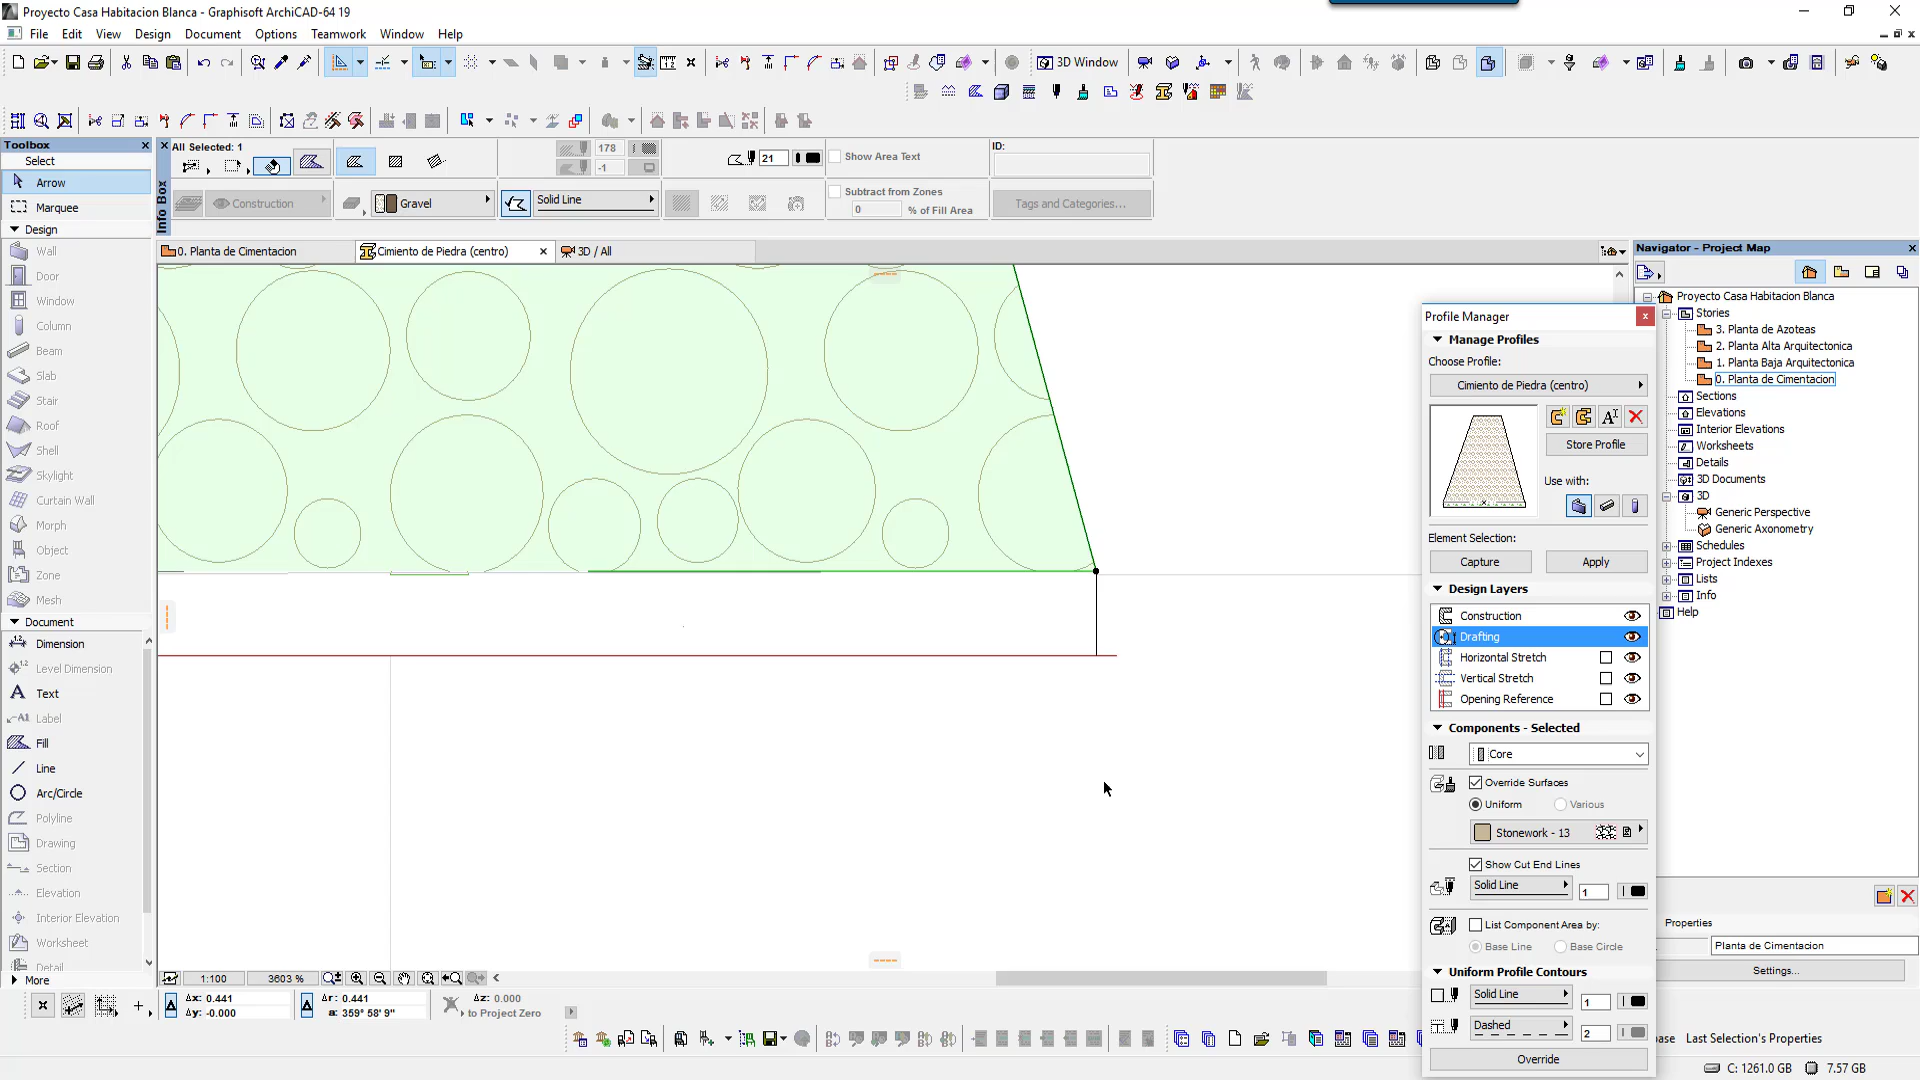 Proyecto Casa Habitacion Blanca - Graphisoft ArchiCAD-64 19
File Edit View Design Document Options Teamwork Window Help
3D Window
Toolbox
Select
Arrow
Marquee
Design
Wall
Door
Window
Column
Beam
Slab
Stair
Roof
Shell
Skylight
Curtain Wall
Morph
Object
Zone
Mesh
Document
Dimension
Level Dimension
Text
Label
Fill
Line
Arc/Circle
Polyline
Drawing
Section
Elevation
Interior Elevation
Worksheet
Detail
More
Info Box
All Selected: 1
178
-1
21
Show Area Text
ID:
Construction
Gravel
Solid Line
Subtract from Zones
0 % of Fill Area
Tags and Categories...
0. Planta de Cimentacion
Cimiento de Piedra (centro)
3D / All
Navigator - Project Map
Proyecto Casa Habitacion Blanca
Stories
3. Planta de Azoteas
2. Planta Alta Arquitectonica
1. Planta Baja Arquitectonica
0. Planta de Cimentacion
Sections
Elevations
Interior Elevations
Worksheets
Details
3D Documents
3D
Generic Perspective
Generic Axonometry
Schedules
Project Indexes
Lists
Info
Help
Profile Manager
Manage Profiles
Choose Profile:
Cimiento de Piedra (centro)
Store Profile
Use with:
Element Selection:
Capture
Apply
Design Layers
Construction
Drafting
Horizontal Stretch
Vertical Stretch
Opening Reference
Components - Selected
Core
Override Surfaces
Uniform
Various
Stonework - 13
Show Cut End Lines
Solid Line
1
List Component Area by:
Base Line
Base Circle
Uniform Profile Contours
Solid Line
1
Dashed
2
Override
Properties
Planta de Cimentacion
Settings...
Last Selection's Properties
C: 1261.0 GB
7.57 GB
1:100
3603 %
Δx: 0.441
Δy: -0.000
Δr: 0.441
a: 359° 58' 9"
Δz: 0.000
to Project Zero